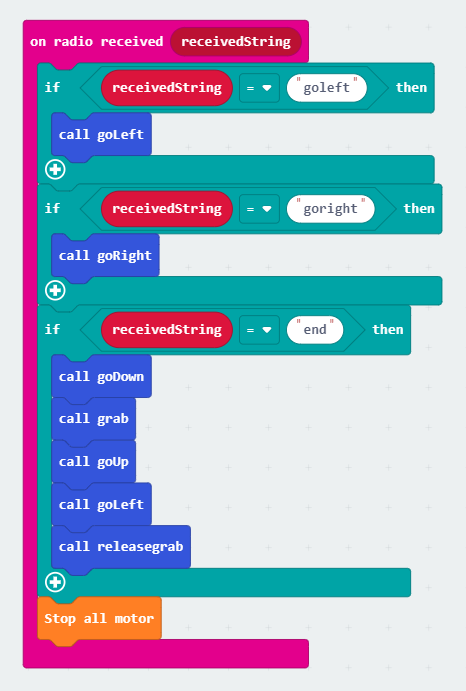 on radio received receivedString
if receivedString = "goleft" then
call goLeft
if receivedString = "goright" then
call goRight
if receivedString = "end" then
call goDown
call grab
call goUp
call goLeft
call releasegrab
Stop all motor